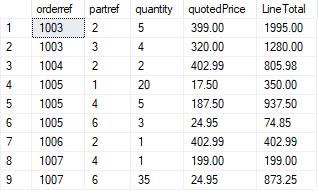 orderref partref quantity quotedPrice LineTotal
1 1003 2 5 399.00 1995.00
2 1003 3 4 320.00 1280.00
3 1004 2 2 402.99 805.98
4 1005 1 20 17.50 350.00
5 1005 4 5 187.50 937.50
6 1005 6 3 24.95 74.85
7 1006 2 1 402.99 402.99
8 1007 4 1 199.00 199.00
9 1007 6 35 24.95 873.25